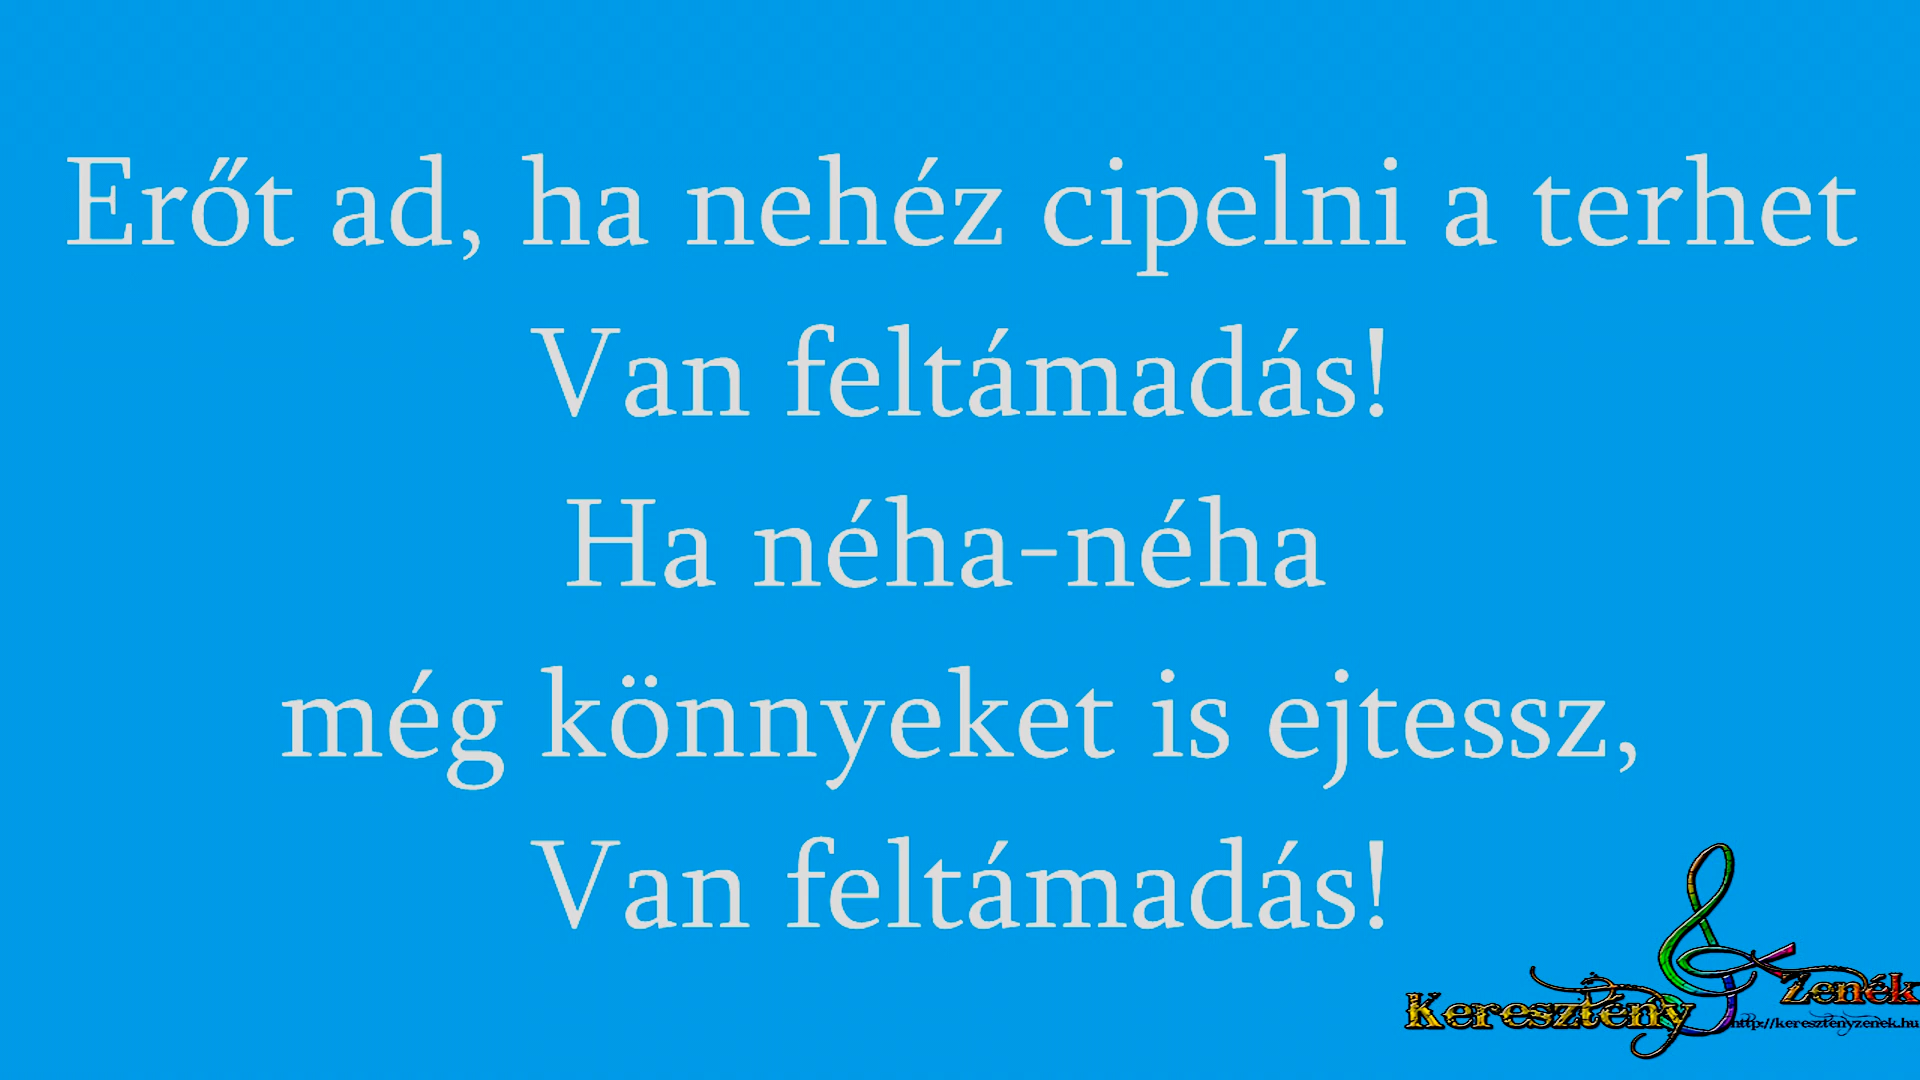 Erőt ad, ha nehéz cipelni a terhet
Van feltámadás!
Ha néha-néha
még könnyeket is ejtessz,
Van feltámadás!
Keresztény Zenék
http://keresztenyzenek.hu